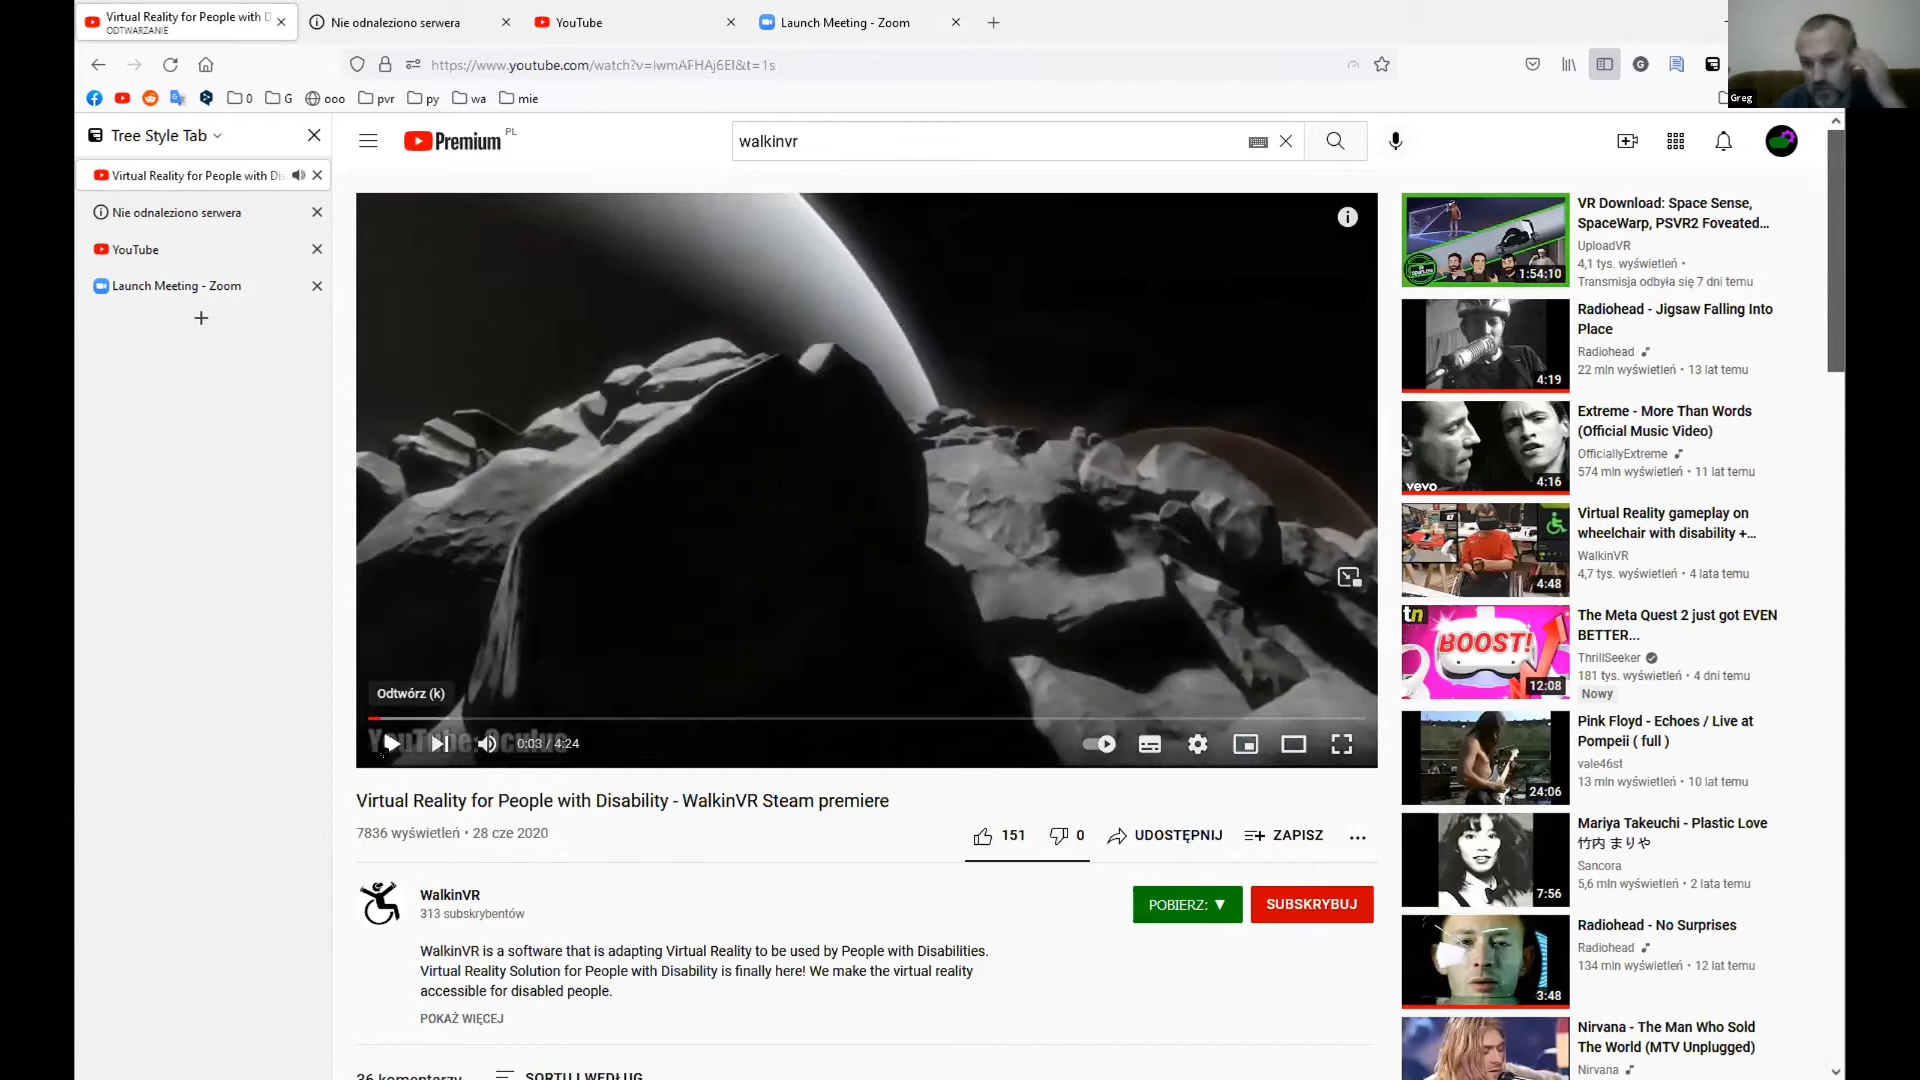 Virtual Reality for People with D
ODTWARZANIE
Nie odnaleziono serwera
YouTube
Launch Meeting - Zoom
https://www.youtube.com/watch?v=IwmAFHAj6EI&t=1s
0
G
ooo
pvr
py
wa
mie
Greg
Tree Style Tab
Virtual Reality for People with Dis
Nie odnaleziono serwera
YouTube
Launch Meeting - Zoom
Premium
PL
walkinvr
Odtwórz (k)
YouTube: Oculus
0:03 / 4:24
Virtual Reality for People with Disability - WalkinVR Steam premiere
7836 wyświetleń • 28 cze 2020
151
0
UDOSTĘPNIJ
ZAPISZ
WalkinVR
313 subskrybentów
POBIERZ: ▼
SUBSKRYBUJ
WalkinVR is a software that is adapting Virtual Reality to be used by People with Disabilities.
Virtual Reality Solution for People with Disability is finally here! We make the virtual reality
accessible for disabled people.
POKAŻ WIĘCEJ
36 komentarzy
SORTUJ WEDŁUG
1:54:10
VR Download: Space Sense,
SpaceWarp, PSVR2 Foveated...
UploadVR
4,1 tys. wyświetleń •
Transmisja odbyła się 7 dni temu
4:19
Radiohead - Jigsaw Falling Into
Place
Radiohead
22 mln wyświetleń • 13 lat temu
vevo
4:16
Extreme - More Than Words
(Official Music Video)
OfficiallyExtreme
574 mln wyświetleń • 11 lat temu
4:48
Virtual Reality gameplay on
wheelchair with disability +...
WalkinVR
4,7 tys. wyświetleń • 4 lata temu
tn
BOOST!
12:08
The Meta Quest 2 just got EVEN
BETTER...
ThrillSeeker
181 tys. wyświetleń • 4 dni temu
Nowy
24:06
Pink Floyd - Echoes / Live at
Pompeii ( full )
vale46st
13 mln wyświetleń • 10 lat temu
7:56
Mariya Takeuchi - Plastic Love
竹内 まりや
Sancora
5,6 mln wyświetleń • 2 lata temu
3:48
Radiohead - No Surprises
Radiohead
134 mln wyświetleń • 12 lat temu
Nirvana - The Man Who Sold
The World (MTV Unplugged)
Nirvana